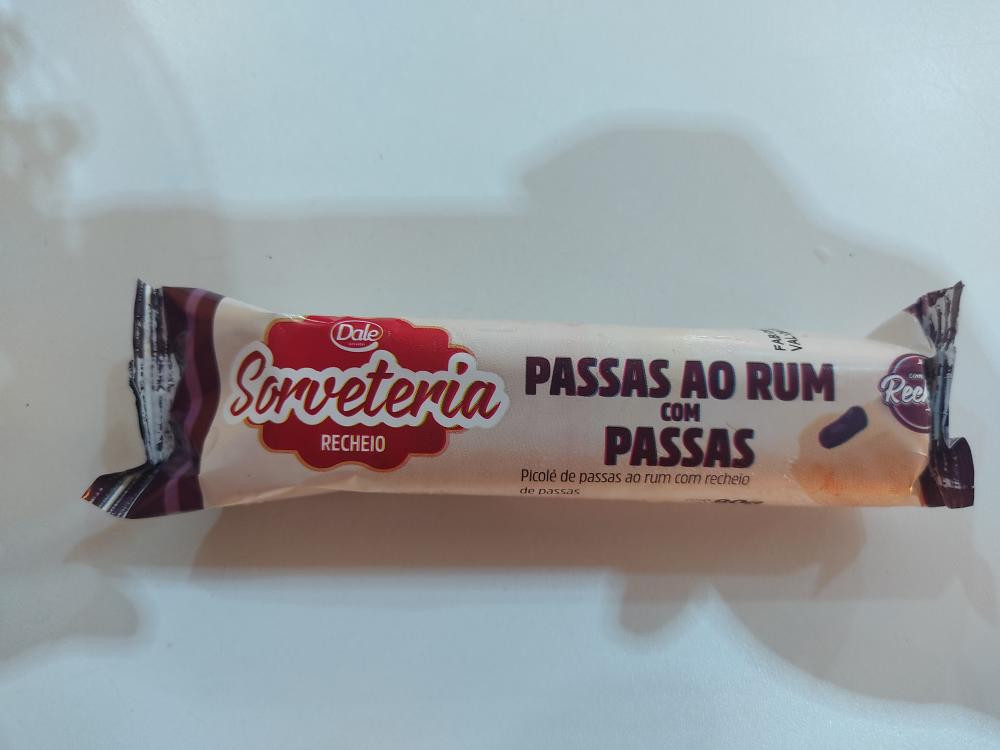 Dale
Sorveteria
RECHEIO
PASSAS AO RUM
COM
PASSAS
Picolé de passas ao rum com recheio
de passas